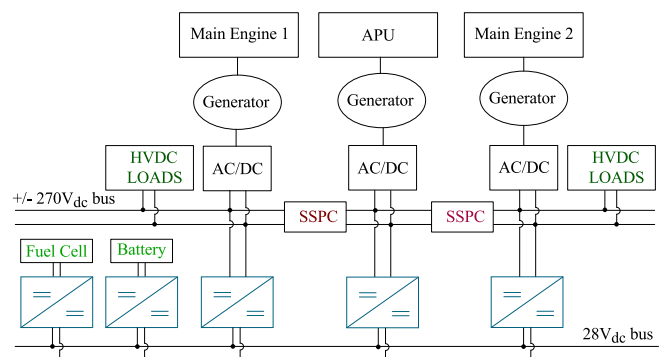 Main Engine 1
APU
Main Engine 2
Generator
Generator
Generator
HVDC
LOADS
AC/DC
AC/DC
AC/DC
HVDC
LOADS
+/- 270Vdc bus
SSPC
SSPC
Fuel Cell
Battery
28Vdc bus